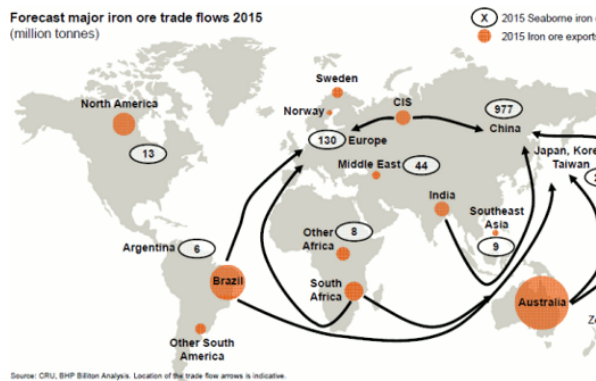 Forecast major iron ore trade flows 2015
(million tonnes)
X 2015 Seaborne iron
2015 Iron ore exports
Sweden
North America
Norway
CIS
977
China
130 Europe
13
Middle East 44
Japan, Kore
Taiwan
India
Southeast
Asia
9
Other
Africa
8
Argentina 6
Brazil
South
Africa
Australia
Other South
America
Source: CRU, BHP Billiton Analysis. Location of the trade flow arrows is indicative.